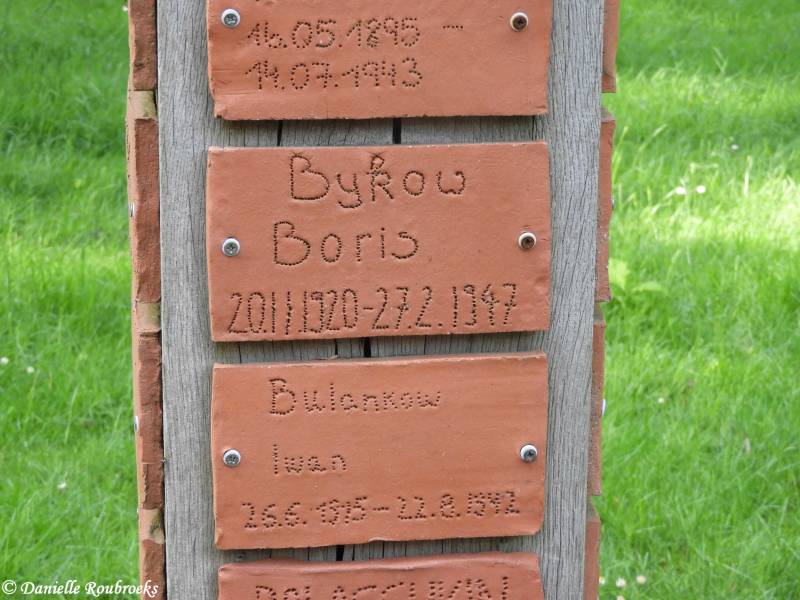 16.05.1895 -
14.07.1943
Bykow
Boris
20.11.1920-27.2.1947
Bulankow
Iwan
26.6.1915-22.8.1942
© Danielle Roubroeks